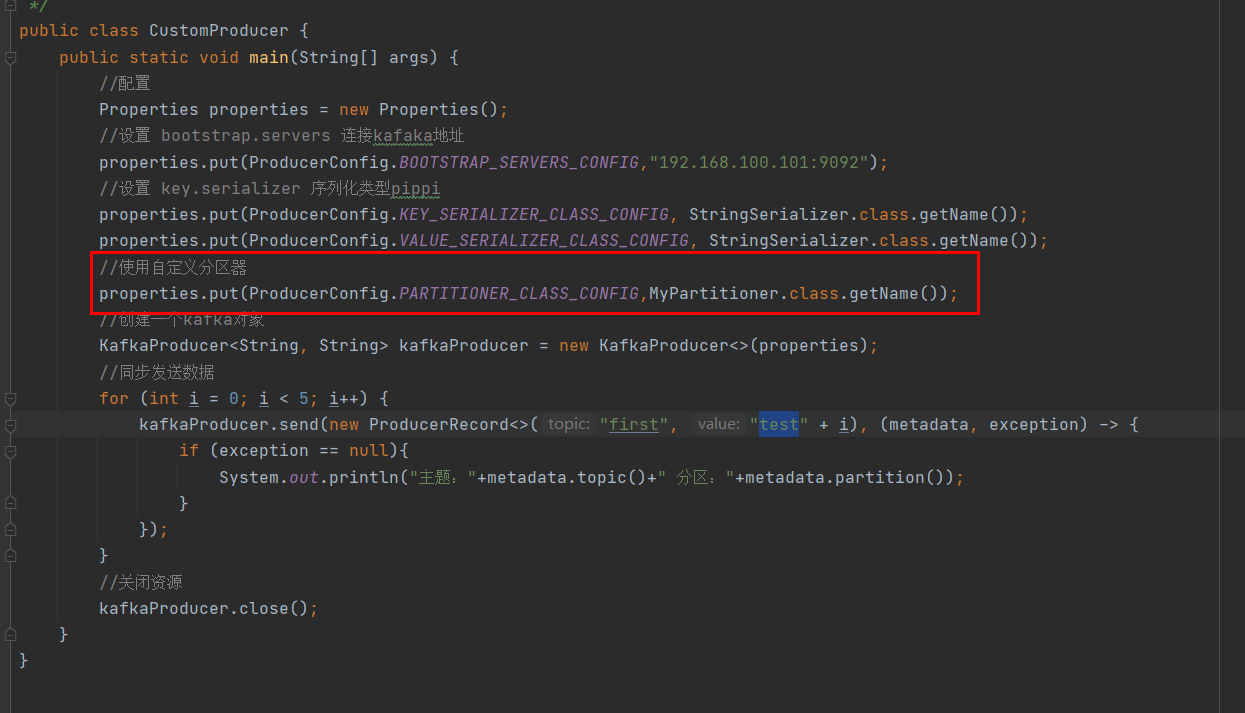 */
public class CustomProducer {
    public static void main(String[] args) {
        //配置
        Properties properties = new Properties();
        //设置 bootstrap.servers 连接kafaka地址
        properties.put(ProducerConfig.BOOTSTRAP_SERVERS_CONFIG,"192.168.100.101:9092");
        //设置 key.serializer 序列化类型pippi
        properties.put(ProducerConfig.KEY_SERIALIZER_CLASS_CONFIG, StringSerializer.class.getName());
        properties.put(ProducerConfig.VALUE_SERIALIZER_CLASS_CONFIG, StringSerializer.class.getName());
        //使用自定义分区器
        properties.put(ProducerConfig.PARTITIONER_CLASS_CONFIG,MyPartitioner.class.getName());
        //创建一个kafka对象
        KafkaProducer<String, String> kafkaProducer = new KafkaProducer<>(properties);
        //同步发送数据
        for (int i = 0; i < 5; i++) {
            kafkaProducer.send(new ProducerRecord<>( topic: "first", value: "test" + i), (metadata, exception) -> {
                if (exception == null){
                    System.out.println("主题: "+metadata.topic()+" 分区: "+metadata.partition());
                }
            });
        }
        //关闭资源
        kafkaProducer.close();
    }
}